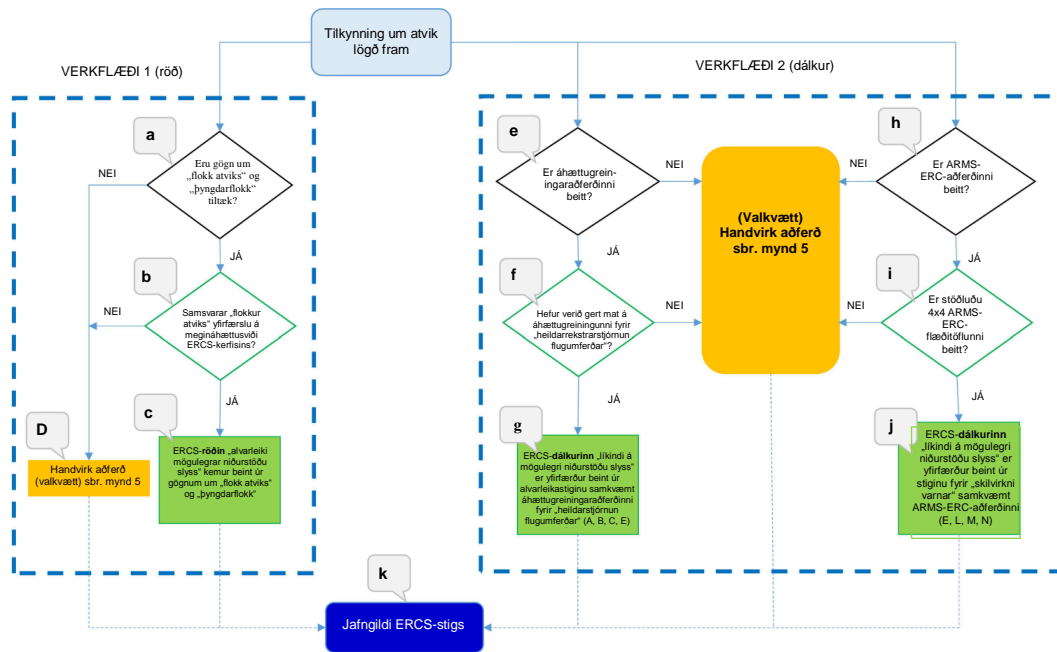 Tilkynning um atvik
lögð fram
VERKFLÆÐI 1 (röð)
a
Eru gögn um
„flokk atviks“ og
„þyngdarflokk“
tiltæk?
NEI
JÁ
b
Samsvarar „flokkur
atviks“ yfirfærslu á
megináhættusviði
ERCS-kerfisins?
NEI
JÁ
c
ERCS-röðin „alvarleiki
mögulegrar niðurstöðu
slyss“ kemur beint úr
gögnum um „flokk atviks“
og „þyngdarflokk“
D
Handvirk aðferð
(valkvætt) sbr. mynd 5
VERKFLÆÐI 2 (dálkur)
e
Er áhættugrein-
ingaraðferðinni
beitt?
NEI
JÁ
f
Hefur verið gert mat á
áhættugreiningunni fyrir
„heildarrekstrarstjórnun
flugumferðar“?
NEI
JÁ
g
ERCS-dálkurinn
„líkindi á mögulegri
niðurstöðu slyss“ er
yfirfærður beint úr
alvarleikastiginu samkvæmt
áhættugreiningaraðferðinni
fyrir „heildarstjórnun
flugumferðar“ (A, B, C, E)
(Valkvætt)
Handvirk aðferð
sbr. mynd 5
h
Er ARMS-
ERC-aðferðinni
beitt?
NEI
JÁ
i
Er stöðluðu
4x4 ARMS-
ERC-
flæðitöflunni
beitt?
NEI
JÁ
j
ERCS-dálkurinn
„líkindi á mögulegri
niðurstöðu slyss“ er
yfirfærður beint úr
stiginu fyrir „skilvirkni
varnar“ samkvæmt
ARMS-ERC-aðferðinni
(E, L, M, N)
k
Jafngildi ERCS-stigs